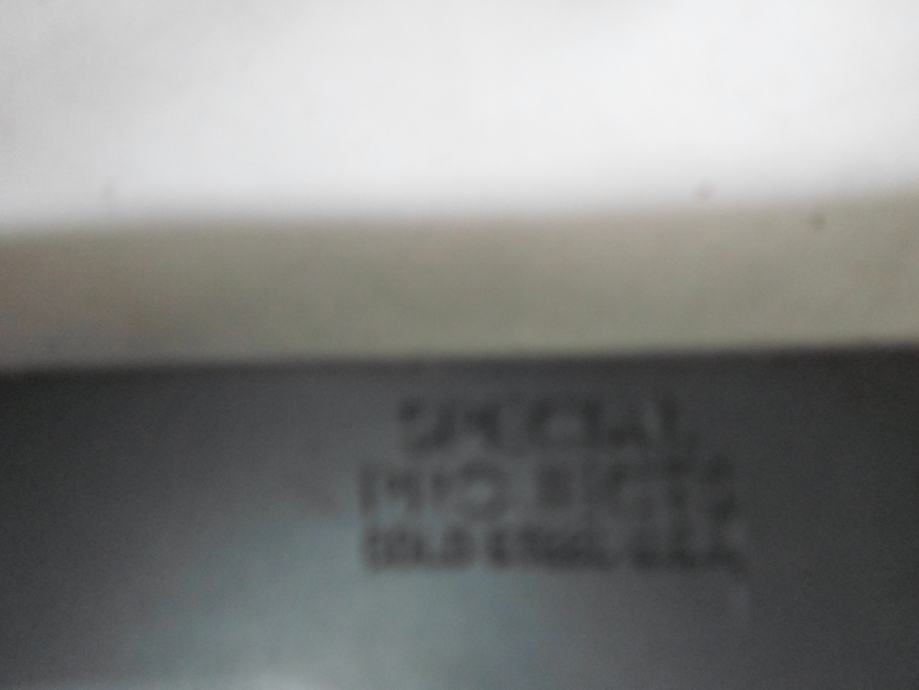 SPECIAL
PROJECTS
COLD STEEL U.S.A.